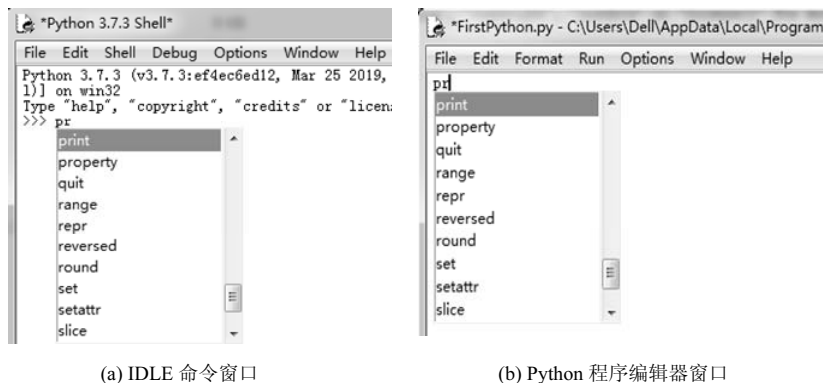 *Python 3.7.3 Shell*
File Edit Shell Debug Options Window Help
Python 3.7.3 (v3.7.3:ef4ec6ed12, Mar 25 2019,
1)] on win32
Type "help", "copyright", "credits" or "licen
>>> pr
print
property
quit
range
repr
reversed
round
set
setattr
slice
(a) IDLE 命令窗口
*FirstPython.py - C:\Users\Dell\AppData\Local\Program
File Edit Format Run Options Window Help
pr
print
property
quit
range
repr
reversed
round
set
setattr
slice
(b) Python 程序编辑器窗口